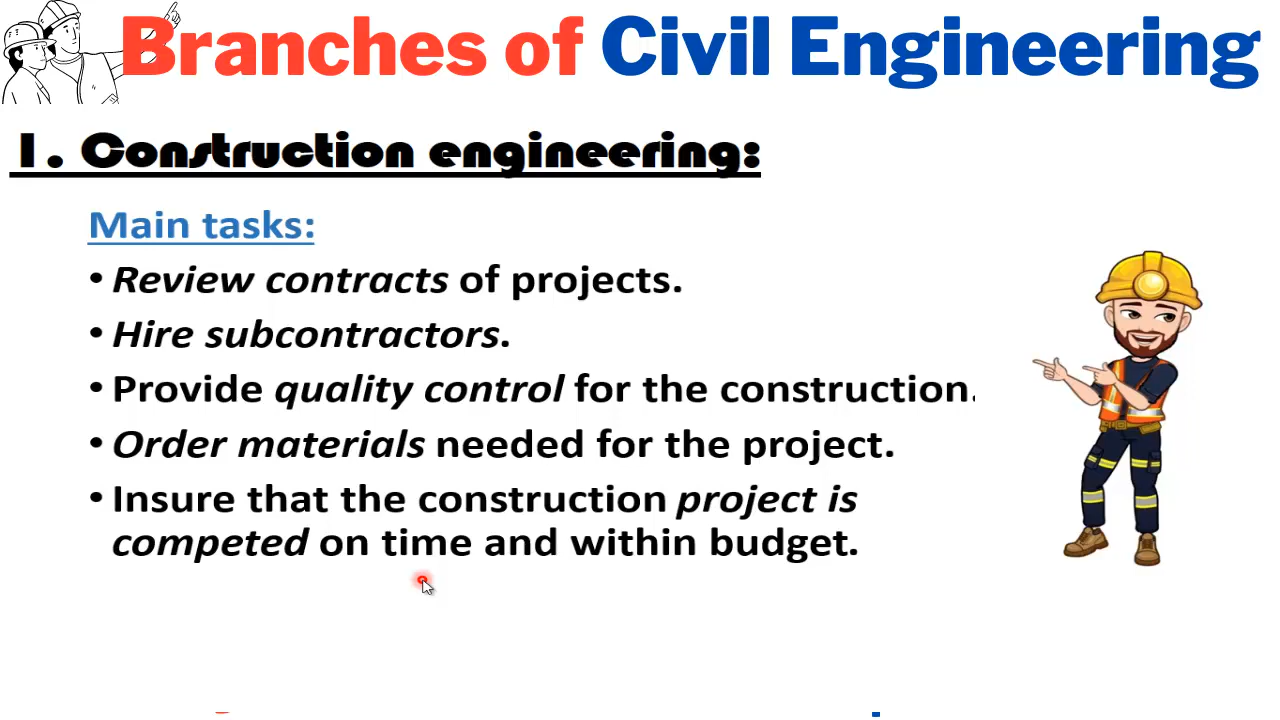 Branches of Civil Engineering
1. Construction engineering:
Main tasks:
• Review contracts of projects.
• Hire subcontractors.
• Provide quality control for the construction.
• Order materials needed for the project.
• Insure that the construction project is
competed on time and within budget.